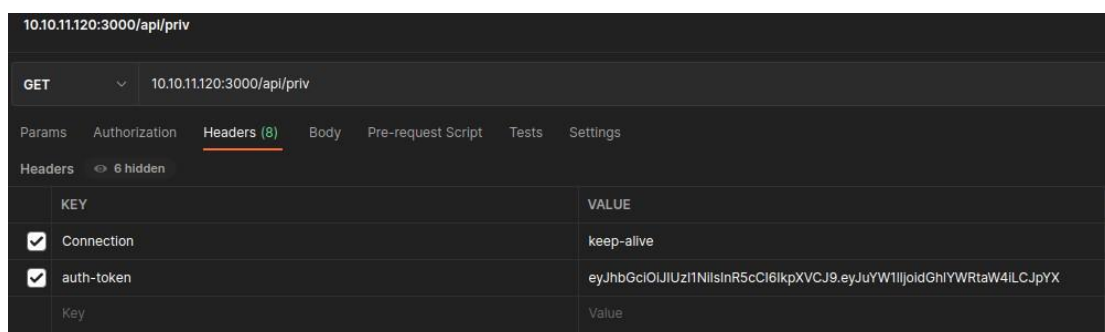 10.10.11.120:3000/api/priv
GET 10.10.11.120:3000/api/priv
Params Authorization Headers (8) Body Pre-request Script Tests Settings
Headers 6 hidden
KEY VALUE
Connection keep-alive
auth-token eyJhbGciOiJIUzI1NiIsInR5cCI6IkpXVCJ9.eyJuYW1lIjoidGhlYWRtaW4iLCJpYX
Key Value